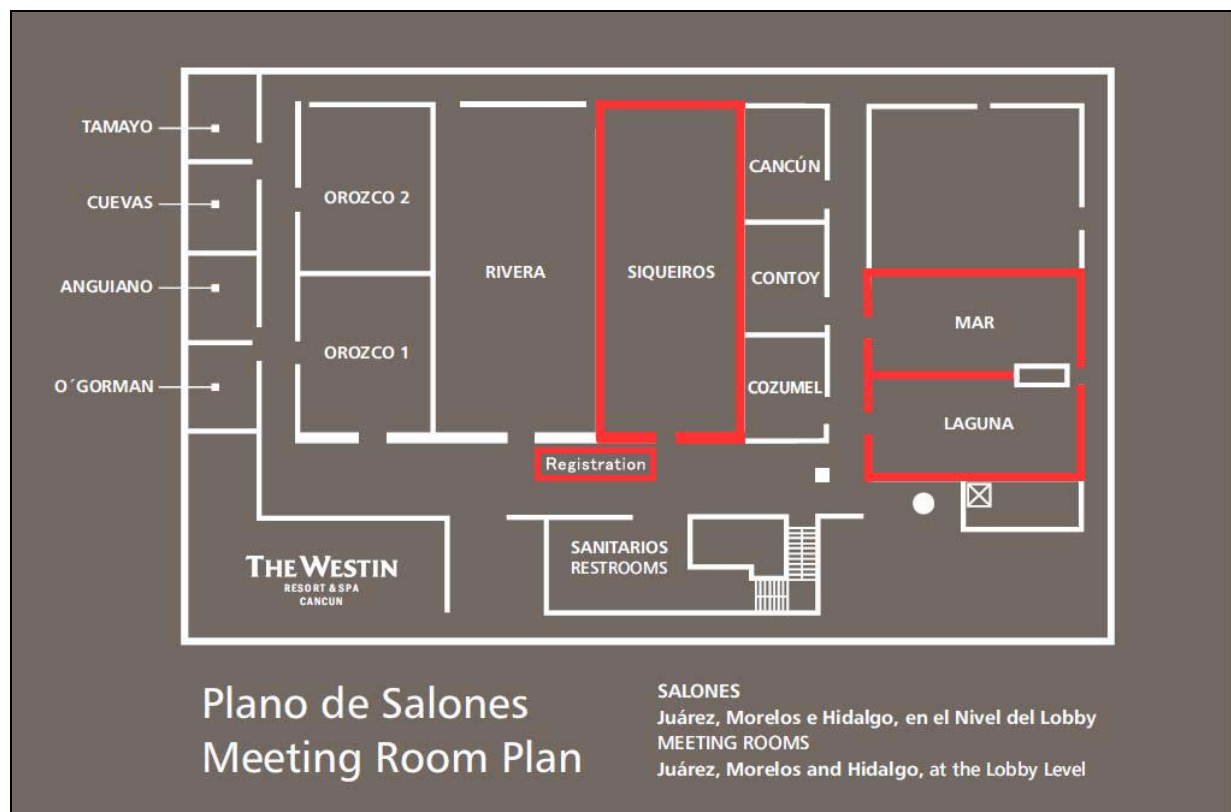 TAMAYO
CUEVAS
ANGUIANO
O´GORMAN
OROZCO 2
OROZCO 1
RIVERA
SIQUEIROS
CANCÚN
CONTOY
COZUMEL
MAR
LAGUNA
Registration
SANITARIOS
RESTROOMS
THE WESTIN
RESORT & SPA
CANCUN
Plano de Salones
Meeting Room Plan
SALONES
Juárez, Morelos e Hidalgo, en el Nivel del Lobby
MEETING ROOMS
Juárez, Morelos and Hidalgo, at the Lobby Level